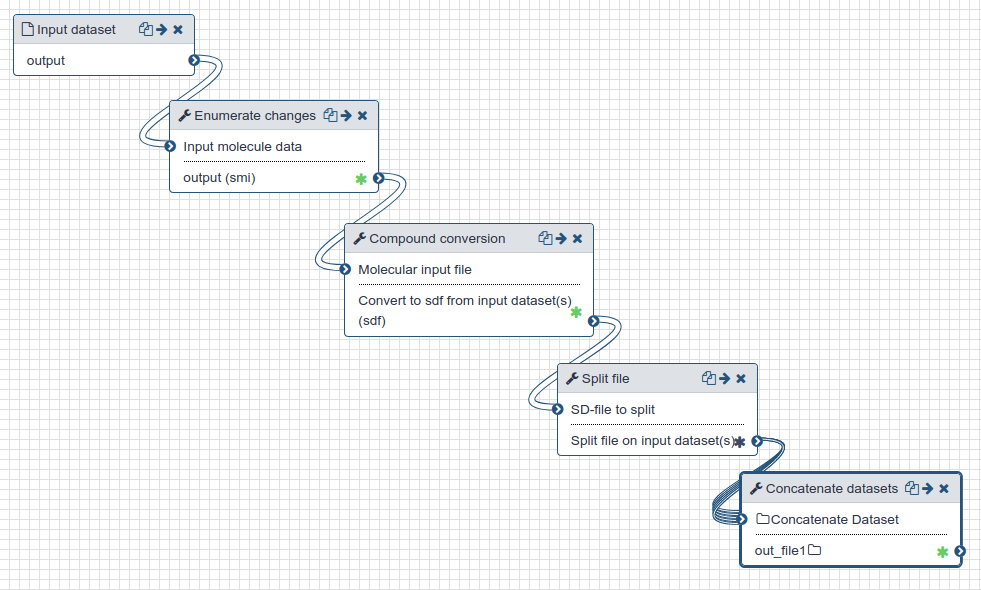 Input dataset
output
Enumerate changes
Input molecule data
output (smi)
Compound conversion
Molecular input file
Convert to sdf from input dataset(s)
(sdf)
Split file
SD-file to split
Split file on input dataset(s)
Concatenate datasets
Concatenate Dataset
out_file1